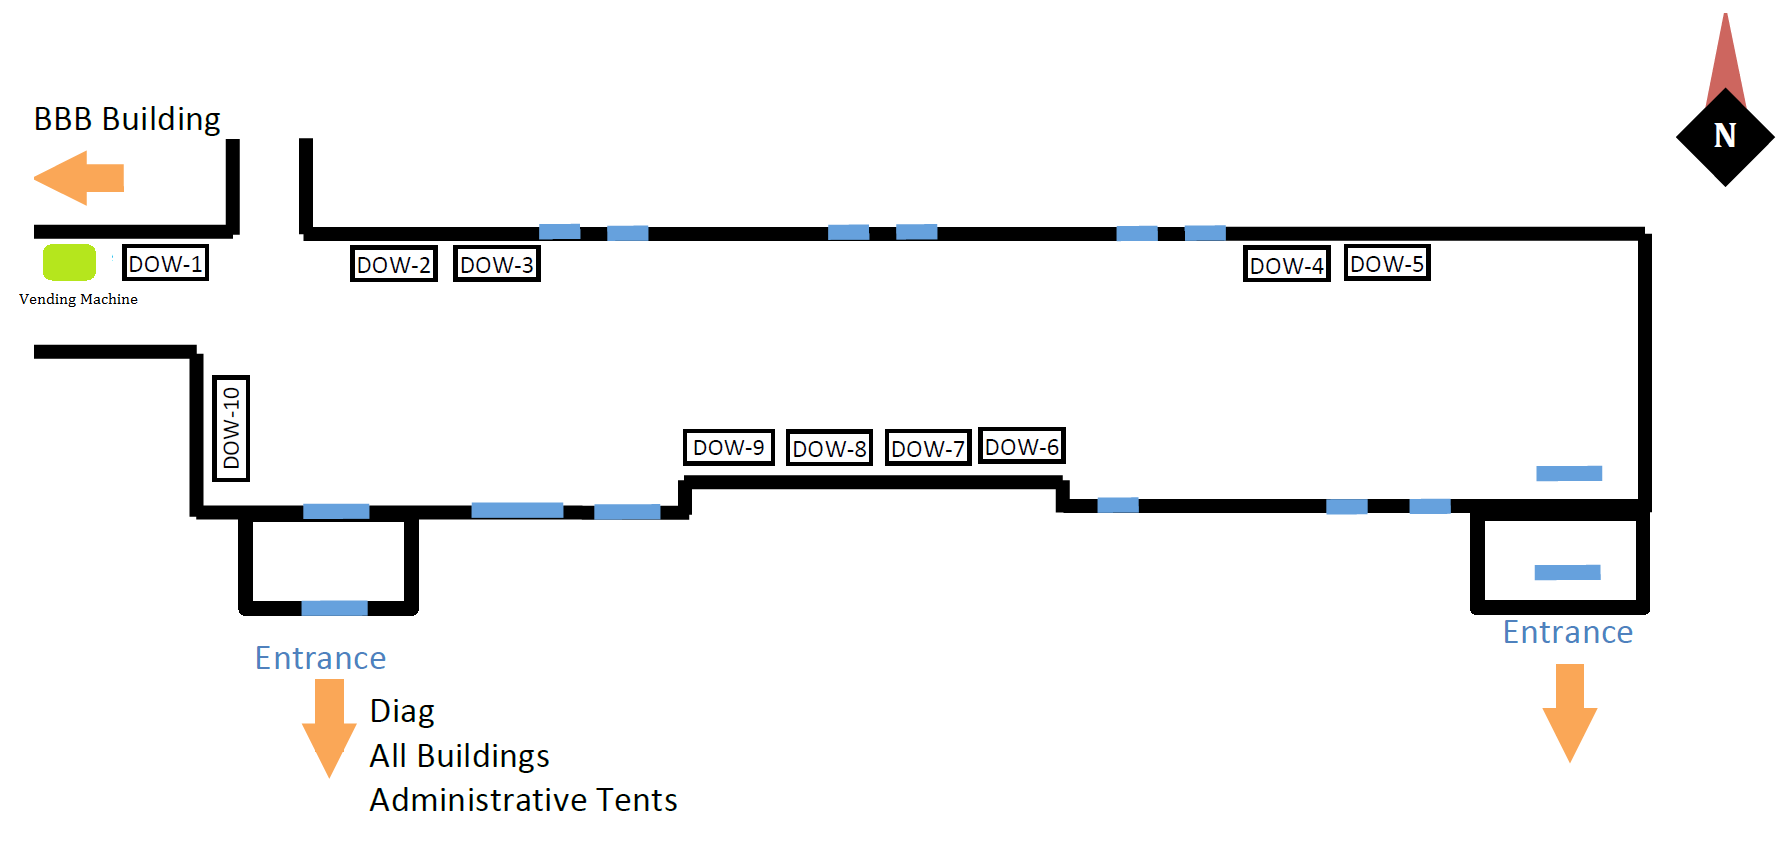 N
BBB Building
DOW-1
DOW-2
DOW-3
DOW-4
DOW-5
Vending Machine
DOW-10
DOW-9
DOW-8
DOW-7
DOW-6
Entrance
Entrance
Diag
All Buildings
Administrative Tents